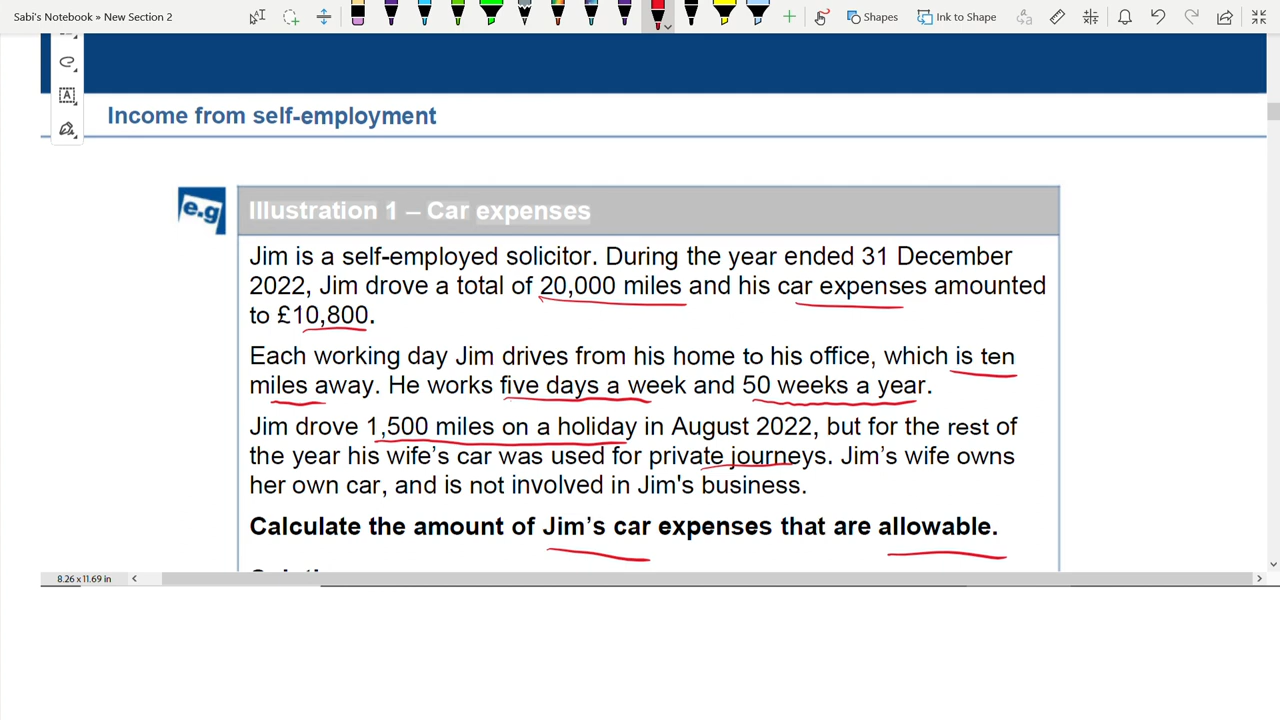 Sabi's Notebook » New Section 2
Shapes
Ink to Shape
Income from self-employment
e.g
Illustration 1 – Car expenses
Jim is a self-employed solicitor. During the year ended 31 December
2022, Jim drove a total of 20,000 miles and his car expenses amounted
to £10,800.
Each working day Jim drives from his home to his office, which is ten
miles away. He works five days a week and 50 weeks a year.
Jim drove 1,500 miles on a holiday in August 2022, but for the rest of
the year his wife's car was used for private journeys. Jim's wife owns
her own car, and is not involved in Jim's business.
Calculate the amount of Jim's car expenses that are allowable.
8.26 x 11.69 in